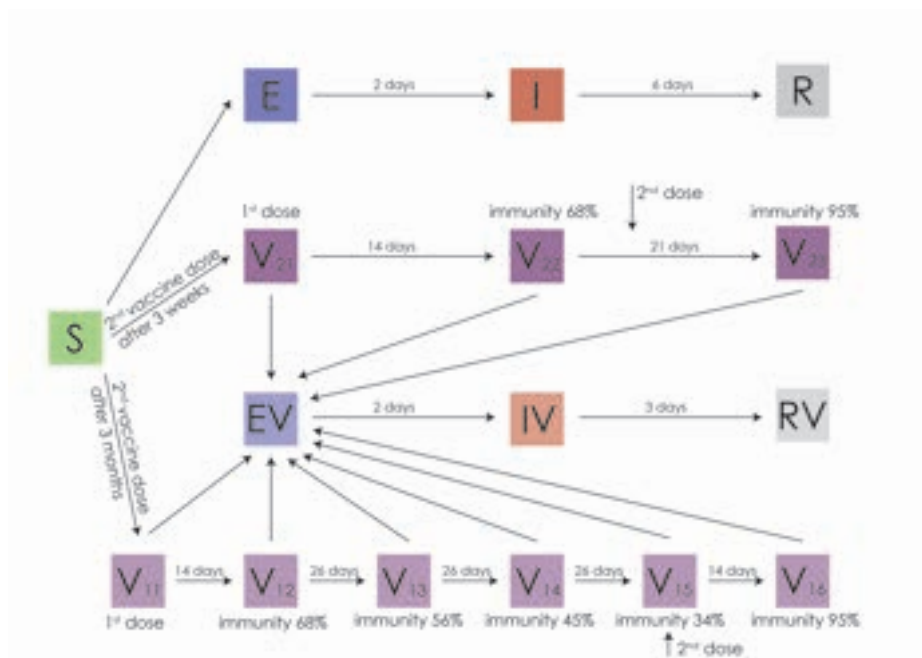 E
2 days
I
6 days
R
1st dose
immunity 68%
2nd dose
immunity 95%
V21
14 days
V22
21 days
V23
2nd vaccine dose
after 3 weeks
S
2nd vaccine dose
after 3 months
EV
2 days
IV
3 days
RV
V11
14 days
V12
26 days
V13
26 days
V14
26 days
V15
14 days
V16
1st dose
immunity 68%
immunity 56%
immunity 45%
immunity 34%
immunity 95%
2nd dose